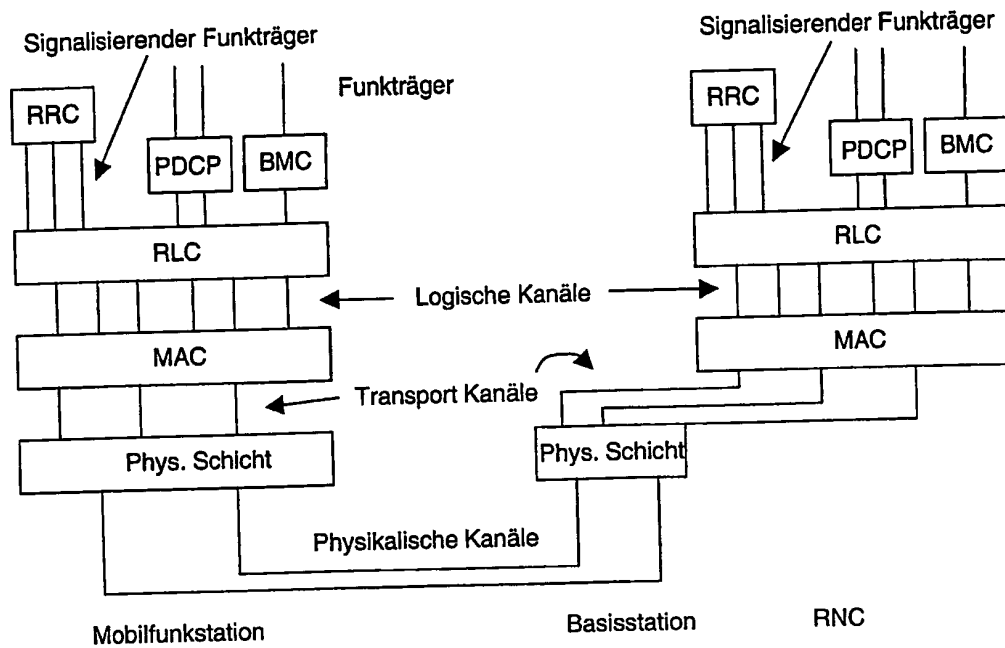 Signalisierender Funkträger
Signalisierender Funkträger
Funkträger
RRC
RRC
PDCP
BMC
PDCP
BMC
RLC
RLC
Logische Kanäle
MAC
MAC
Transport Kanäle
Phys. Schicht
Phys. Schicht
Physikalische Kanäle
Mobilfunkstation
Basisstation
RNC